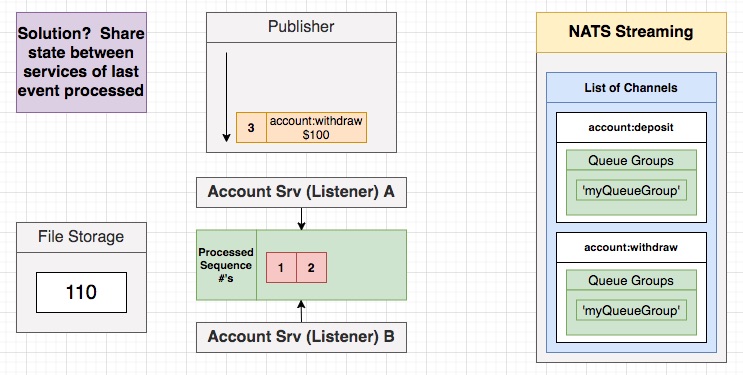 Solution?  Share
state between
services of last
event processed
Publisher
3
account:withdraw
$100
Account Srv (Listener) A
Processed
Sequence
#'s
1
2
Account Srv (Listener) B
File Storage
110
NATS Streaming
List of Channels
account:deposit
Queue Groups
'myQueueGroup'
account:withdraw
Queue Groups
'myQueueGroup'